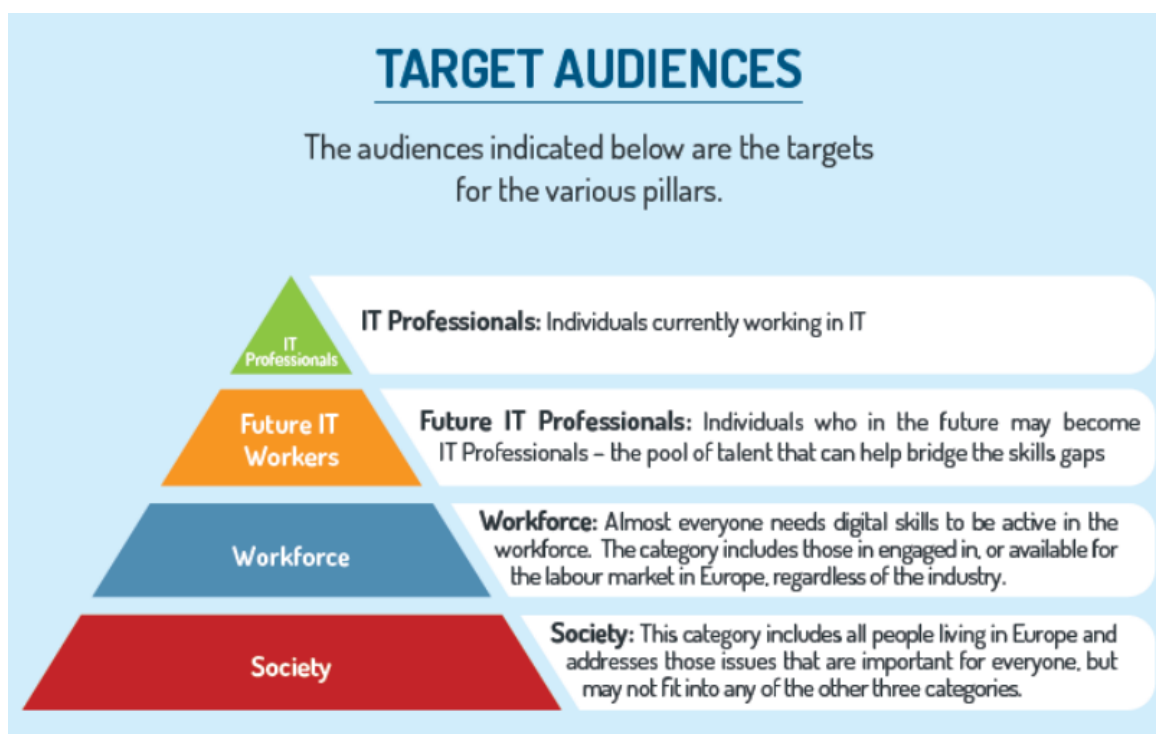 TARGET AUDIENCES
The audiences indicated below are the targets
for the various pillars.
IT
Professionals
IT Professionals: Individuals currently working in IT
Future IT
Workers
Future IT Professionals: Individuals who in the future may become
IT Professionals – the pool of talent that can help bridge the skills gaps
Workforce
Workforce: Almost everyone needs digital skills to be active in the
workforce. The category includes those in engaged in, or available for
the labour market in Europe, regardless of the industry.
Society
Society: This category includes all people living in Europe and
addresses those issues that are important for everyone, but
may not fit into any of the other three categories.